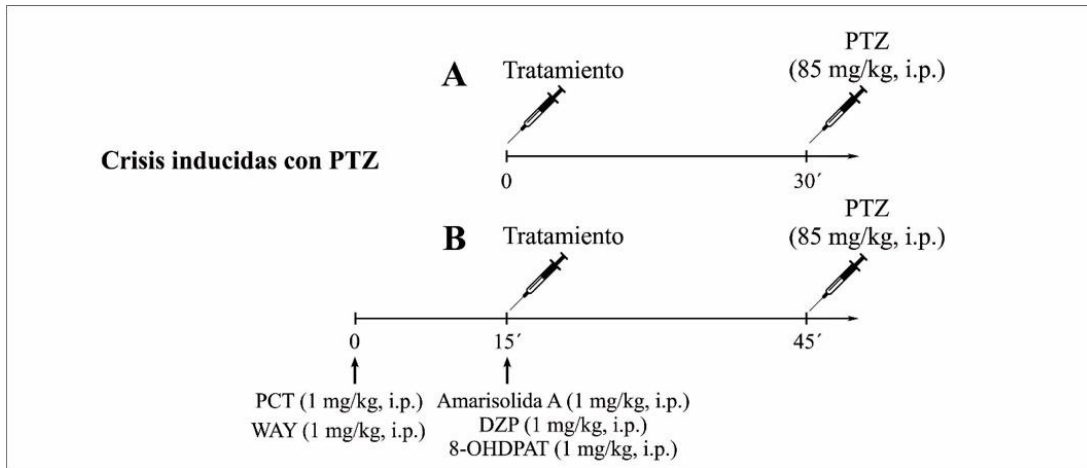 A
Tratamiento
PTZ
(85 mg/kg, i.p.)
Crisis inducidas con PTZ
0
30´
B
Tratamiento
PTZ
(85 mg/kg, i.p.)
0
15´
45´
PCT (1 mg/kg, i.p.)
WAY (1 mg/kg, i.p.)
Amarisolida A (1 mg/kg, i.p.)
DZP (1 mg/kg, i.p.)
8-OHDPAT (1 mg/kg, i.p.)